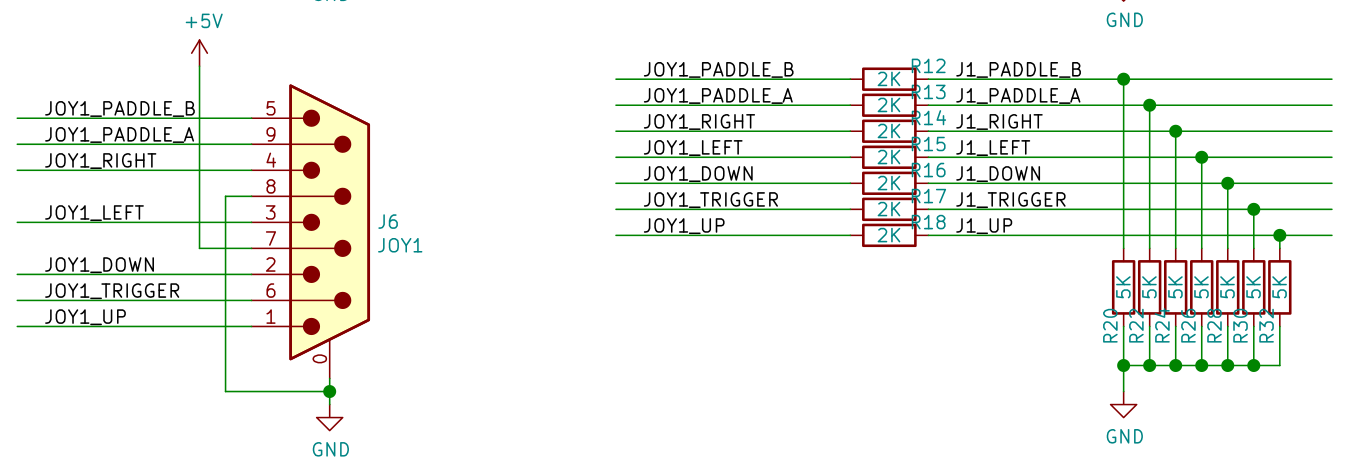 GND
+5V
JOY1_PADDLE_B 5
JOY1_PADDLE_A 9
JOY1_RIGHT 4
8
JOY1_LEFT 3
7
JOY1_DOWN 2
JOY1_TRIGGER 6
JOY1_UP 1
0
J6
JOY1
GND
GND
JOY1_PADDLE_B 2K R12 J1_PADDLE_B
JOY1_PADDLE_A 2K R13 J1_PADDLE_A
JOY1_RIGHT 2K R14 J1_RIGHT
JOY1_LEFT 2K R15 J1_LEFT
JOY1_DOWN 2K R16 J1_DOWN
JOY1_TRIGGER 2K R17 J1_TRIGGER
JOY1_UP 2K R18 J1_UP
5K 5K 5K 5K 5K 5K 5K
R20 R22 R24 R26 R28 R30 R32
GND